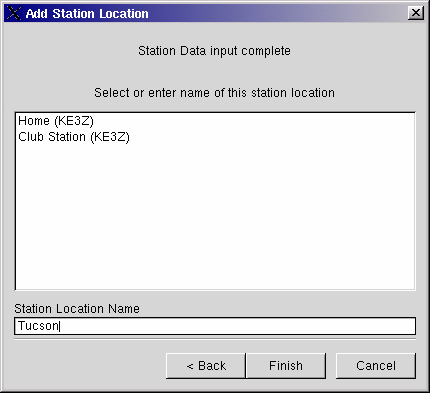 Add Station Location
Station Data input complete
Select or enter name of this station location
Home (KE3Z)
Club Station (KE3Z)
Station Location Name
Tucson
< Back Finish Cancel